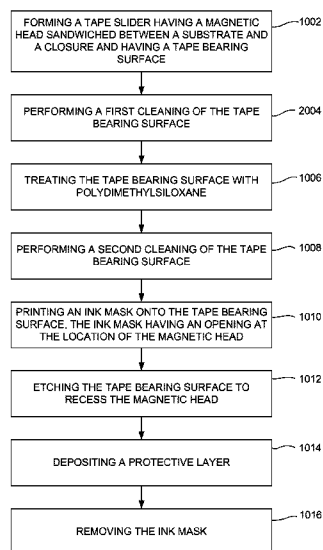 FORMING A TAPE SLIDER HAVING A MAGNETIC
HEAD SANDWICHED BETWEEN A SUBSTRATE AND
A CLOSURE AND HAVING A TAPE BEARING
SURFACE
1002
PERFORMING A FIRST CLEANING OF THE TAPE
BEARING SURFACE
2004
TREATING THE TAPE BEARING SURFACE WITH
POLYDIMETHYLSILOXANE
1006
PERFORMING A SECOND CLEANING OF THE TAPE
BEARING SURFACE
1008
PRINTING AN INK MASK ONTO THE TAPE BEARING
SURFACE, THE INK MASK HAVING AN OPENING AT
THE LOCATION OF THE MAGNETIC HEAD
1010
ETCHING THE TAPE BEARING SURFACE TO
RECESS THE MAGNETIC HEAD
1012
DEPOSITING A PROTECTIVE LAYER
1014
REMOVING THE INK MASK
1016